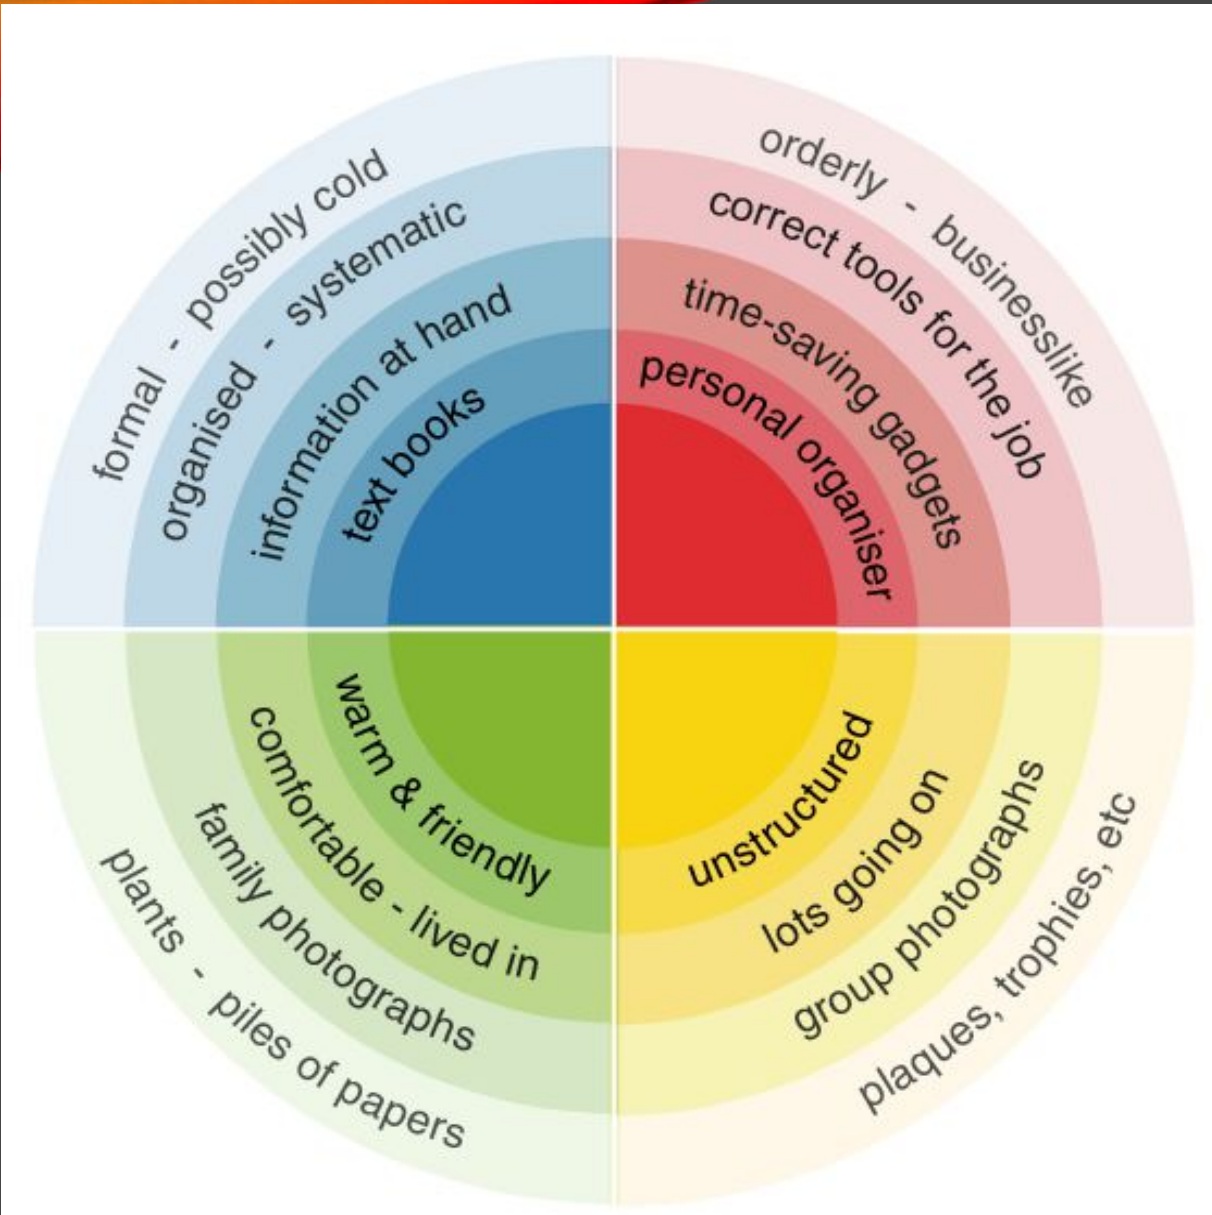 formal - possibly cold
organised - systematic
information at hand
text books
orderly - businesslike
correct tools for the job
time-saving gadgets
personal organiser
warm & friendly
comfortable - lived in
family photographs
plants - piles of papers
unstructured
lots going on
group photographs
plaques, trophies, etc